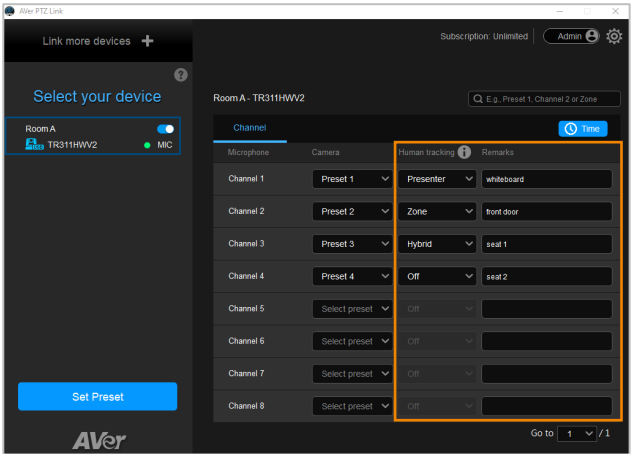 AVer PTZ Link
Link more devices +
Subscription: Unlimited
Admin
?
Select your device
Room A - TR311HWV2
E.g., Preset 1, Channel 2 or Zone
Room A
USB TR311HWV2 MIC
Channel
Time
Microphone Camera Human tracking i Remarks
Channel 1 Preset 1 Presenter whiteboard
Channel 2 Preset 2 Zone front door
Channel 3 Preset 3 Hybrid seat 1
Channel 4 Preset 4 Off seat 2
Channel 5 Select preset Off
Channel 6 Select preset Off
Channel 7 Select preset Off
Channel 8 Select preset Off
Set Preset
AVer
Go to 1 / 1